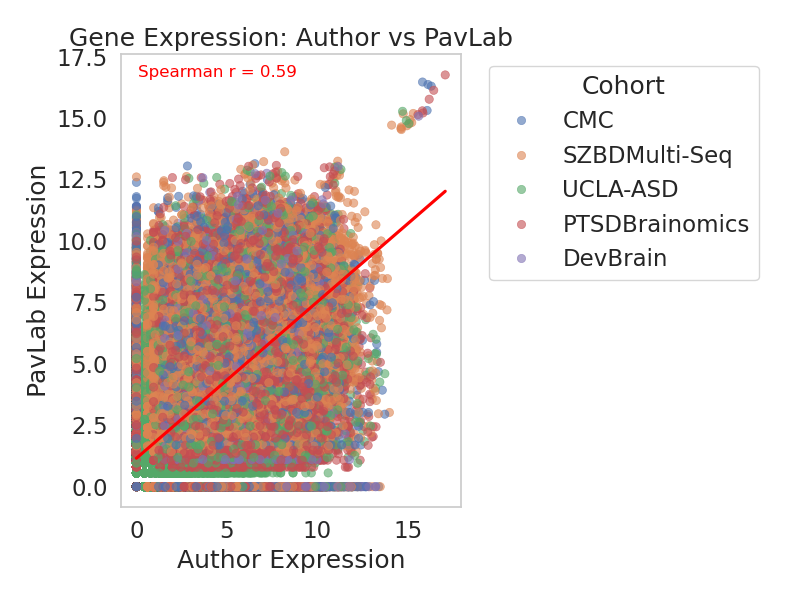 Gene Expression: Author vs PavLab
Spearman r = 0.59
17.5
15.0
12.5
10.0
7.5
5.0
2.5
0.0
PavLab Expression
0 5 10 15
Author Expression
Cohort
CMC
SZBDMulti-Seq
UCLA-ASD
PTSDBrainomics
DevBrain